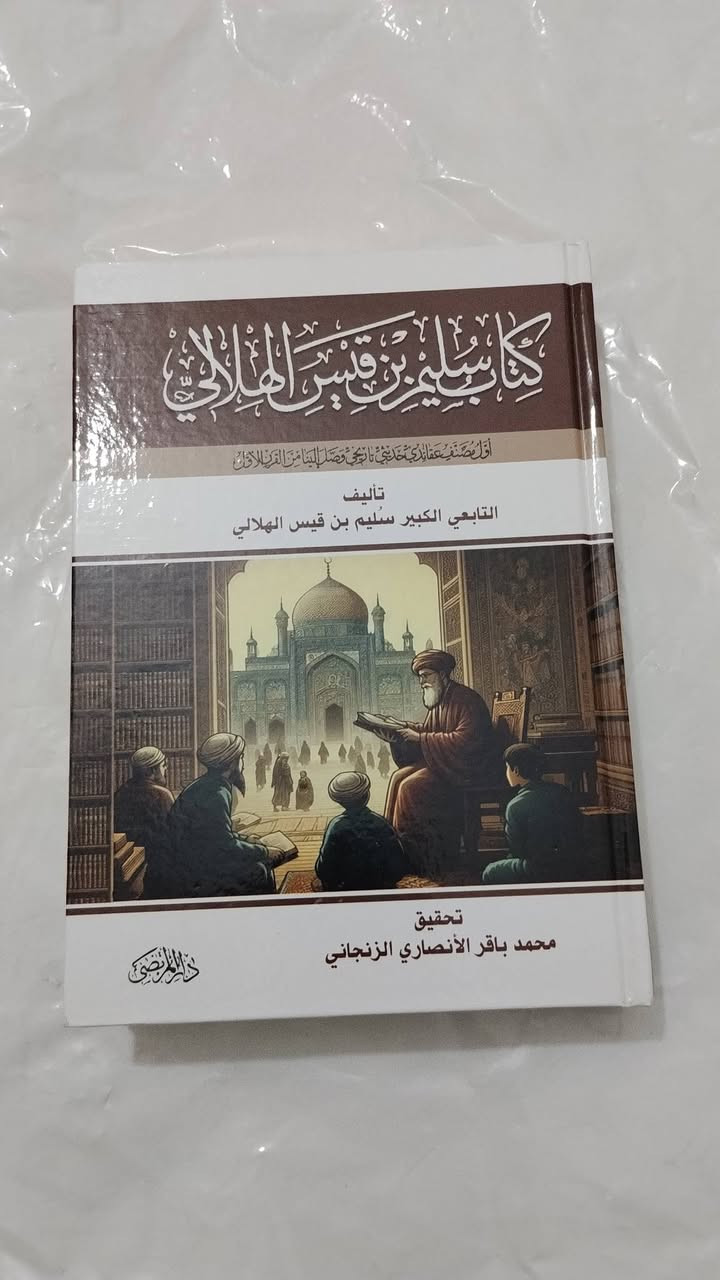 كتاب سُليم بن قيس الهلالي
أول مصنف عقائدي حديثي تاريخي وصل إلينا من القرن الأول
تأليف
التابعي الكبير سُليم بن قيس الهلالي
تحقيق
محمد باقر الأنصاري الزنجاني
دار المرتضى